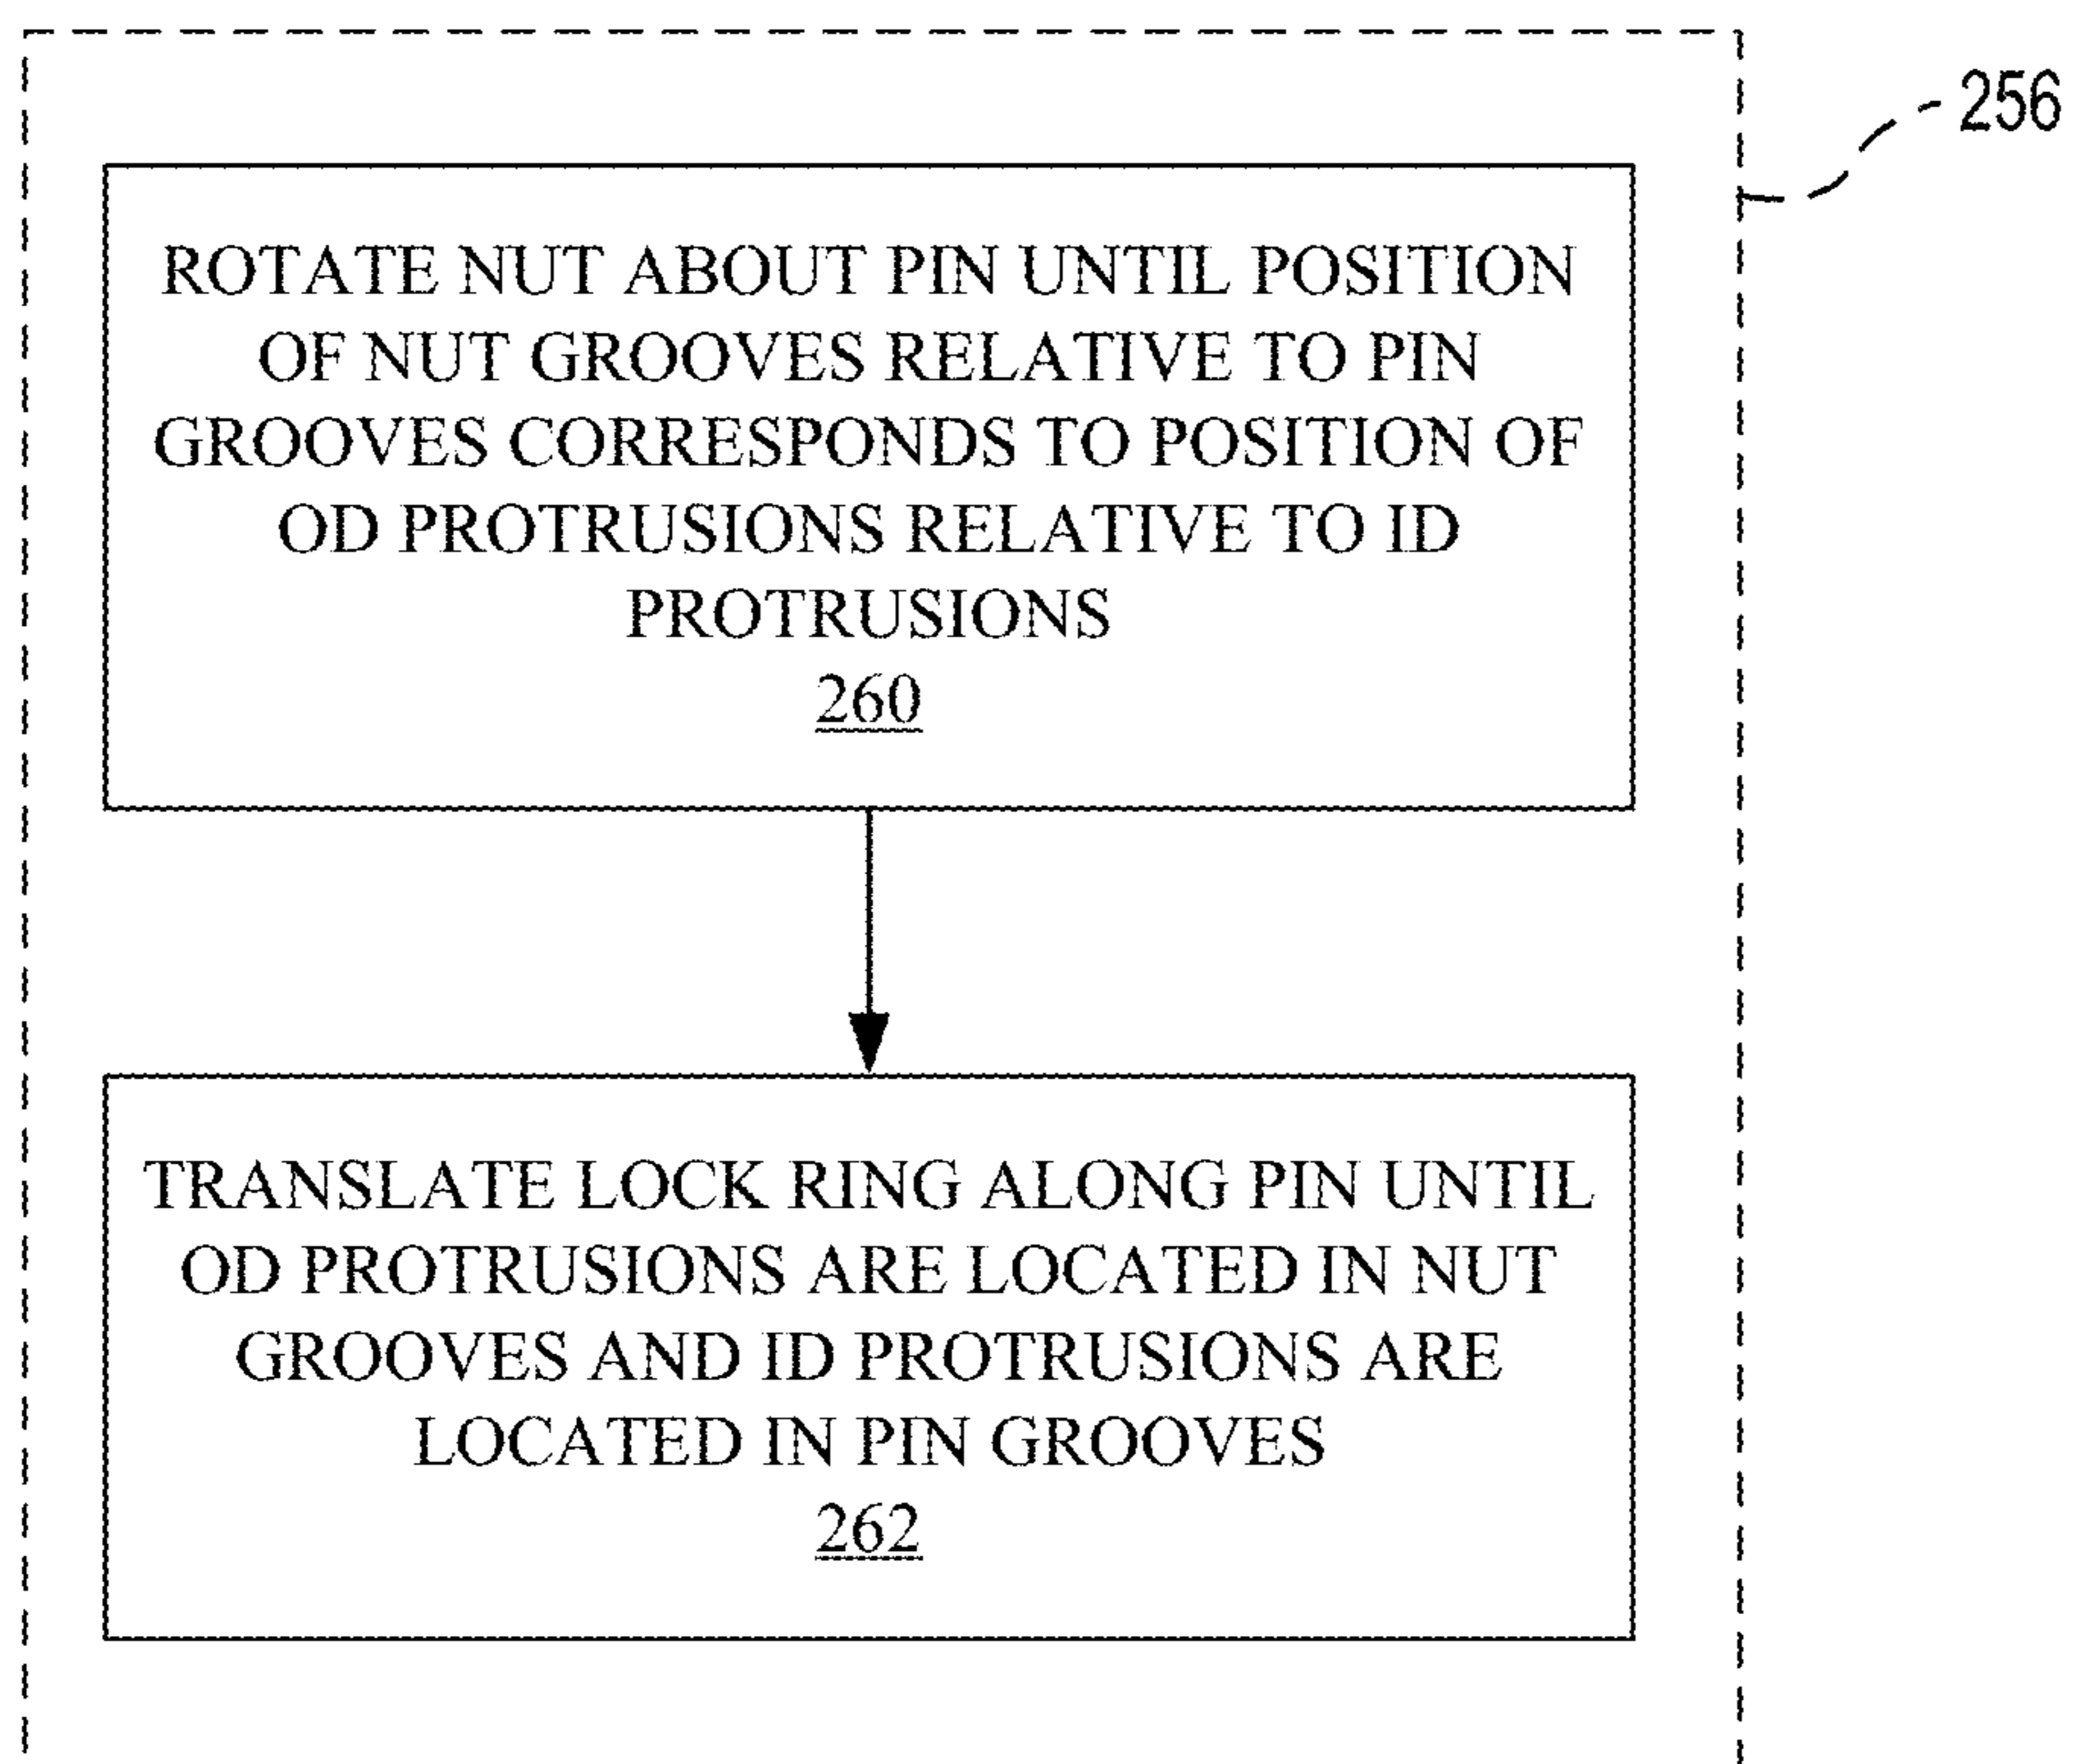 256
ROTATE NUT ABOUT PIN UNTIL POSITION
OF NUT GROOVES RELATIVE TO PIN
GROOVES CORRESPONDS TO POSITION OF
OD PROTRUSIONS RELATIVE TO ID
PROTRUSIONS
260
TRANSLATE LOCK RING ALONG PIN UNTIL
OD PROTRUSIONS ARE LOCATED IN NUT
GROOVES AND ID PROTRUSIONS ARE
LOCATED IN PIN GROOVES
262